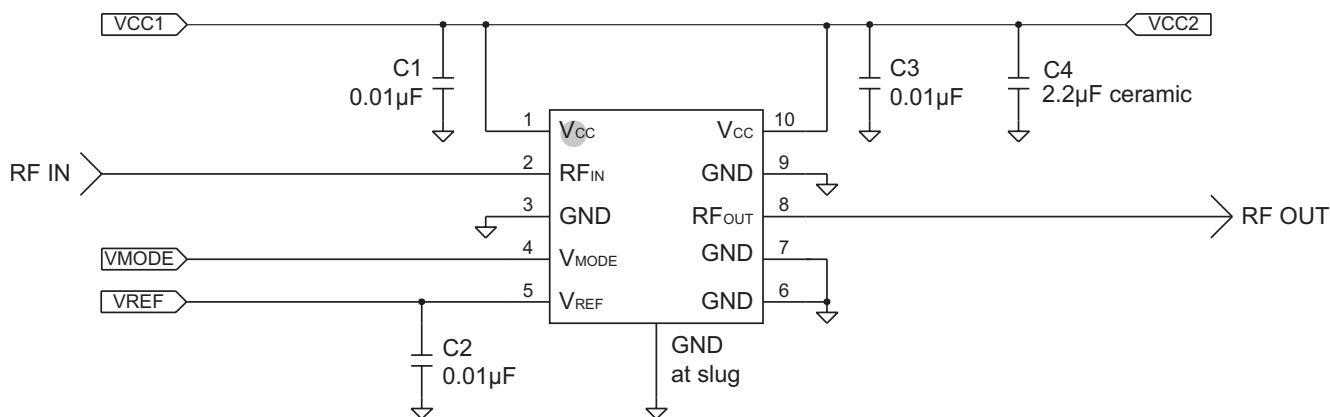 VCC1
VCC2
C1
0.01µF
C3
0.01µF
C4
2.2µF ceramic
1
VCC
VCC
10
RF IN
2
RFIN
GND
9
3
GND
RFOUT
8
RF OUT
VMODE
4
VMODE
GND
7
VREF
5
VREF
GND
6
C2
0.01µF
GND
at slug